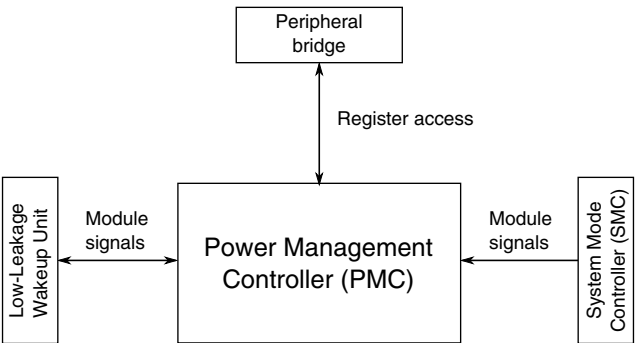 Peripheral
bridge
Register access
Low-Leakage
Wakeup Unit
Module
signals
Power Management
Controller (PMC)
Module
signals
System Mode
Controller (SMC)